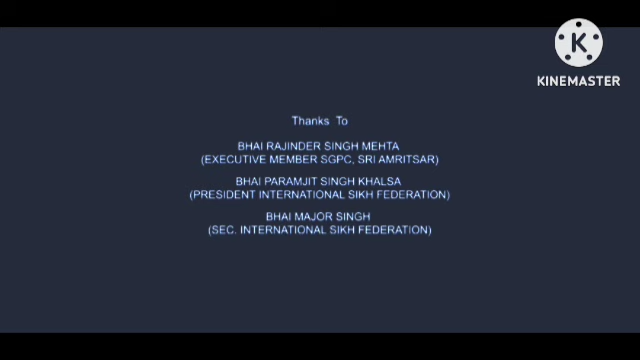 KINEMASTER
Thanks To
BHAI RAJINDER SINGH MEHTA
(EXECUTIVE MEMBER SGPC, SRI AMRITSAR)
BHAI PARAMJIT SINGH KHALSA
(PRESIDENT INTERNATIONAL SIKH FEDERATION)
BHAI MAJOR SINGH
(SEC. INTERNATIONAL SIKH FEDERATION)